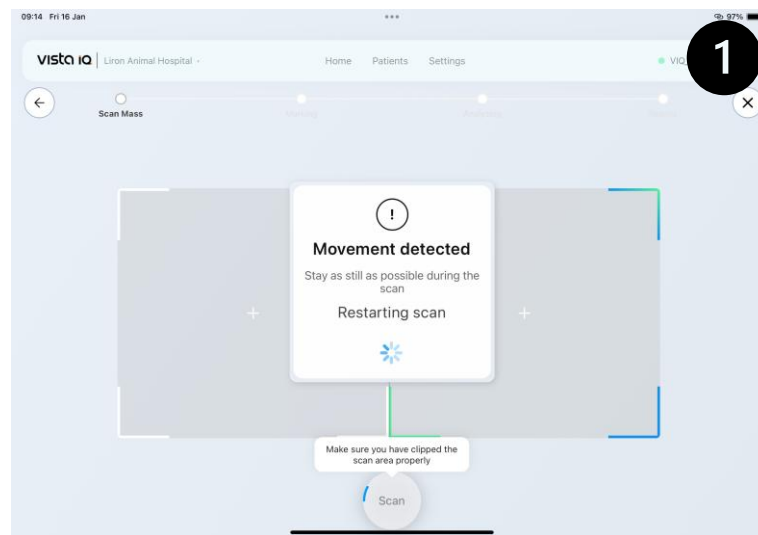 09:14 Fri 16 Jan
97%
1
vista iQ | Liron Animal Hospital
Home Patients Settings
VIQ
Scan Mass
Movement detected
Stay as still as possible during the
scan
Restarting scan
Make sure you have clipped the
scan area properly
Scan